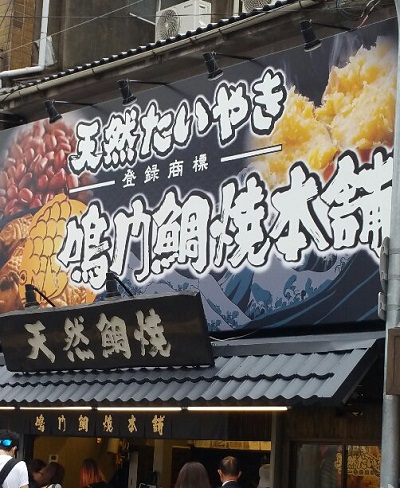 天然たいやき
登録商標
鳴門鯛焼本舗
天然鯛焼
鳴門鯛焼本舗